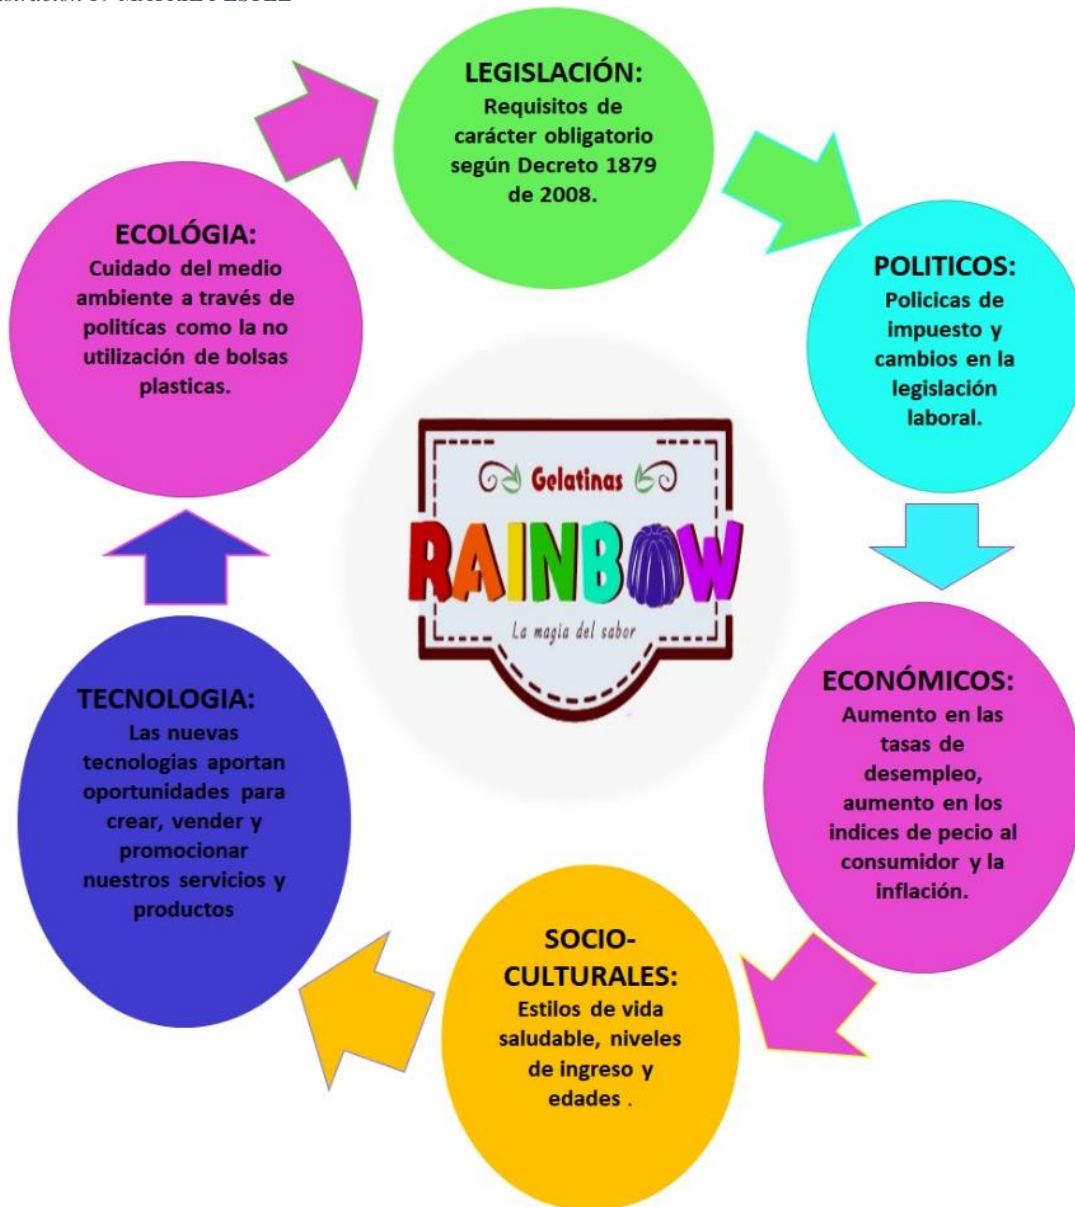 LEGISLACIÓN:
Requisitos de
carácter obligatorio
según Decreto 1879
de 2008.
POLITICOS:
Policicas de
impuesto y
cambios en la
legislación
laboral.
ECONÓMICOS:
Aumento en las
tasas de
desempleo,
aumento en los
indices de pecio al
consumidor y la
inflación.
SOCIO-
CULTURALES:
Estilos de vida
saludable, niveles
de ingreso y
edades .
TECNOLOGIA:
Las nuevas
tecnologias aportan
oportunidades para
crear, vender y
promocionar
nuestros servicios y
productos
ECOLÓGIA:
Cuidado del medio
ambiente a través de
politícas como la no
utilización de bolsas
plasticas.
Gelatinas
RAINBOW
La magia del sabor